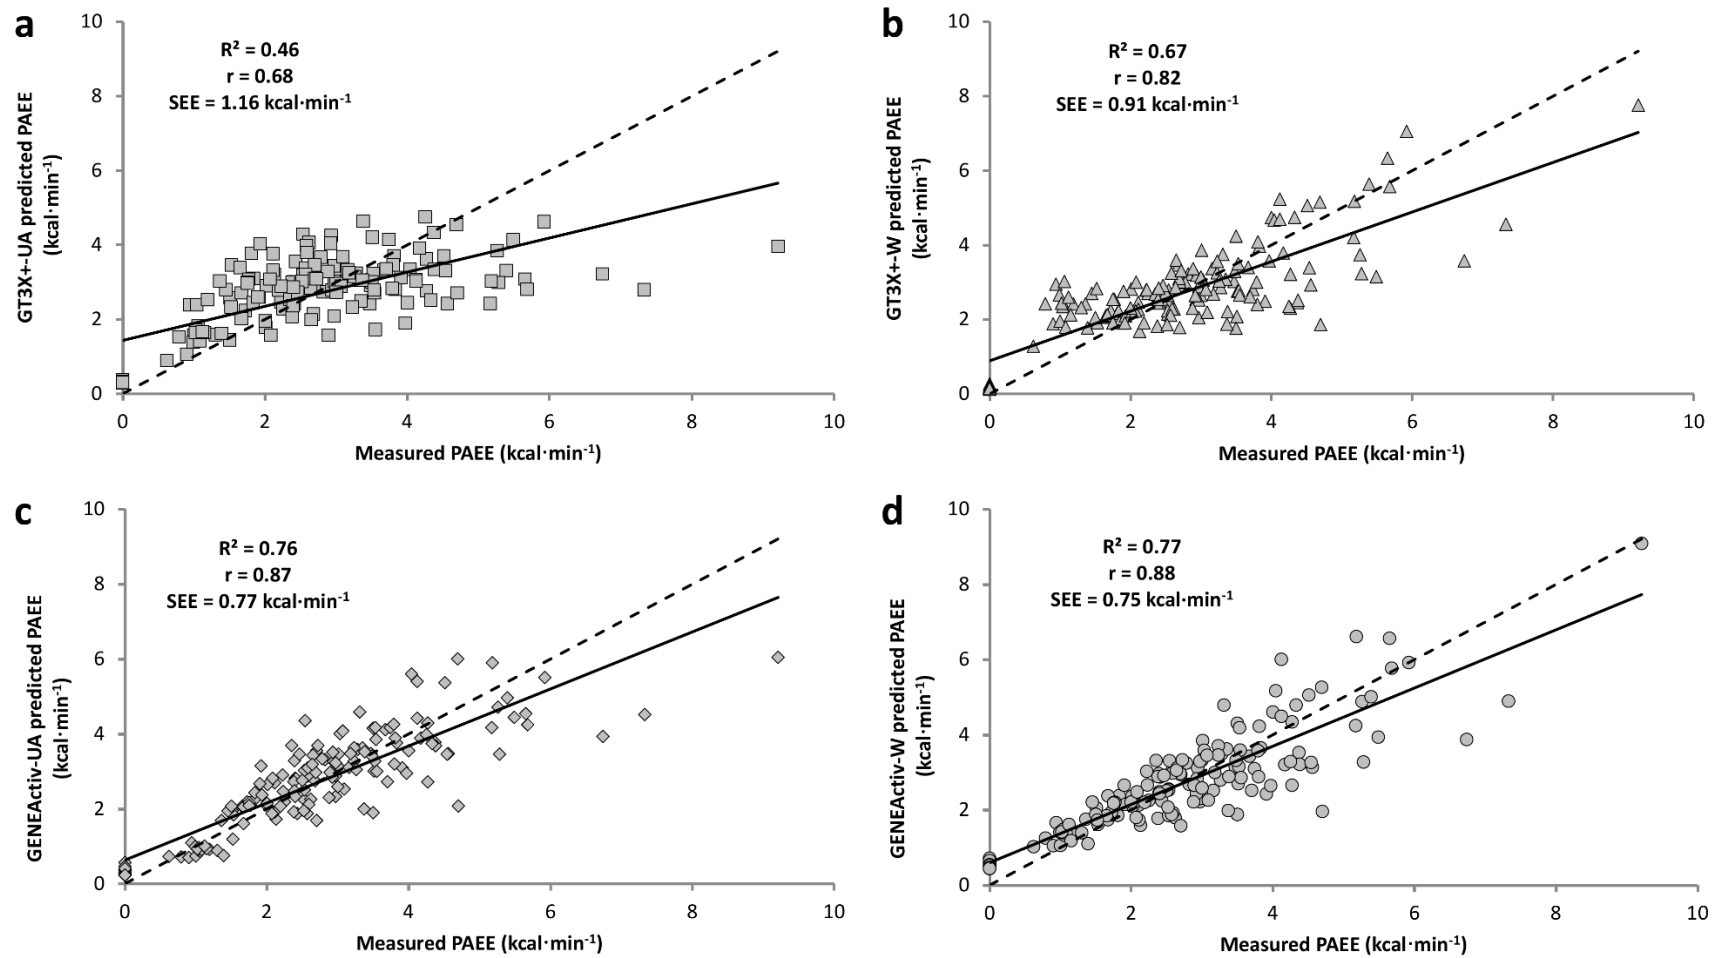 a
R² = 0.46
r = 0.68
SEE = 1.16 kcal·min⁻¹
GT3X+-UA predicted PAEE
(kcal·min⁻¹)
10
8
6
4
2
0
0 2 4 6 8 10
Measured PAEE (kcal·min⁻¹)
b
R² = 0.67
r = 0.82
SEE = 0.91 kcal·min⁻¹
GT3X+-W predicted PAEE
(kcal·min⁻¹)
10
8
6
4
2
0
0 2 4 6 8 10
Measured PAEE (kcal·min⁻¹)
c
R² = 0.76
r = 0.87
SEE = 0.77 kcal·min⁻¹
GENEActiv-UA predicted PAEE
(kcal·min⁻¹)
10
8
6
4
2
0
0 2 4 6 8 10
Measured PAEE (kcal·min⁻¹)
d
R² = 0.77
r = 0.88
SEE = 0.75 kcal·min⁻¹
GENEActiv-W predicted PAEE
(kcal·min⁻¹)
10
8
6
4
2
0
0 2 4 6 8 10
Measured PAEE (kcal·min⁻¹)